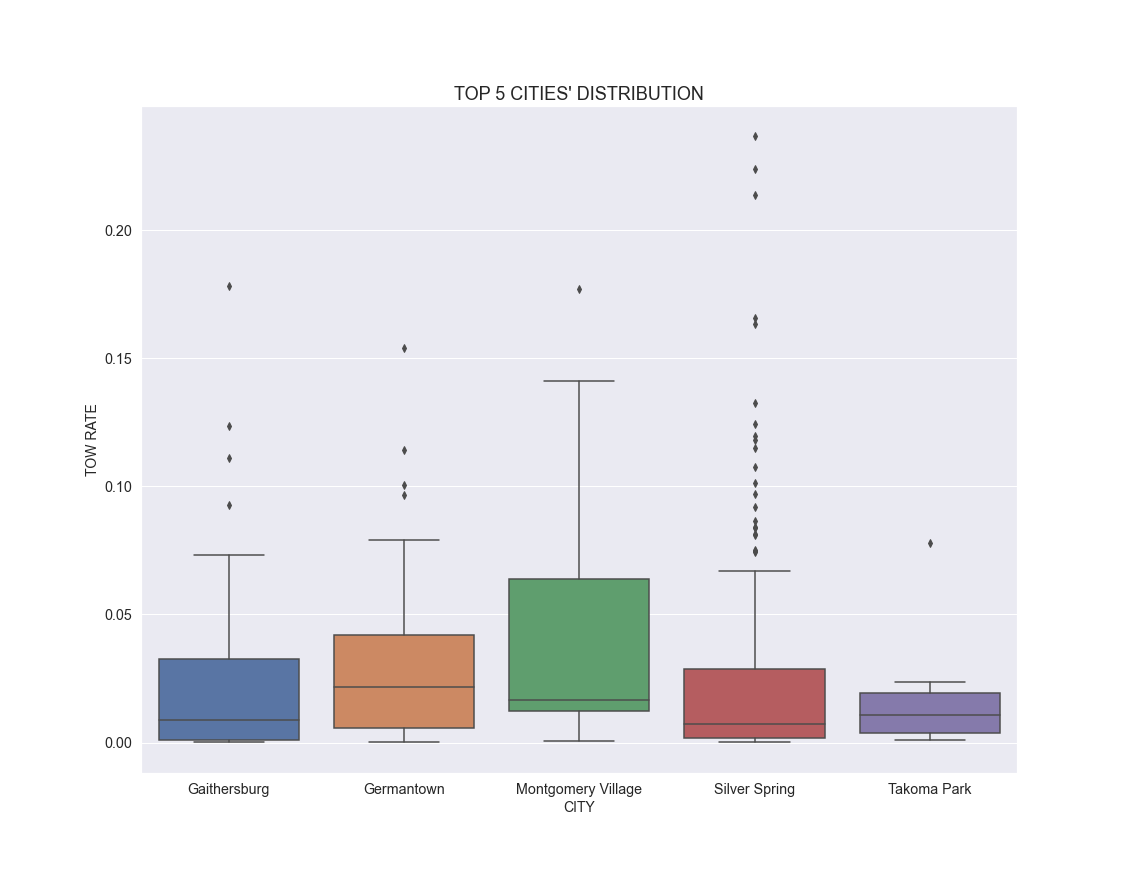 TOP 5 CITIES' DISTRIBUTION
TOW RATE
0.20
0.15
0.10
0.05
0.00
Gaithersburg Germantown Montgomery Village Silver Spring Takoma Park
CITY